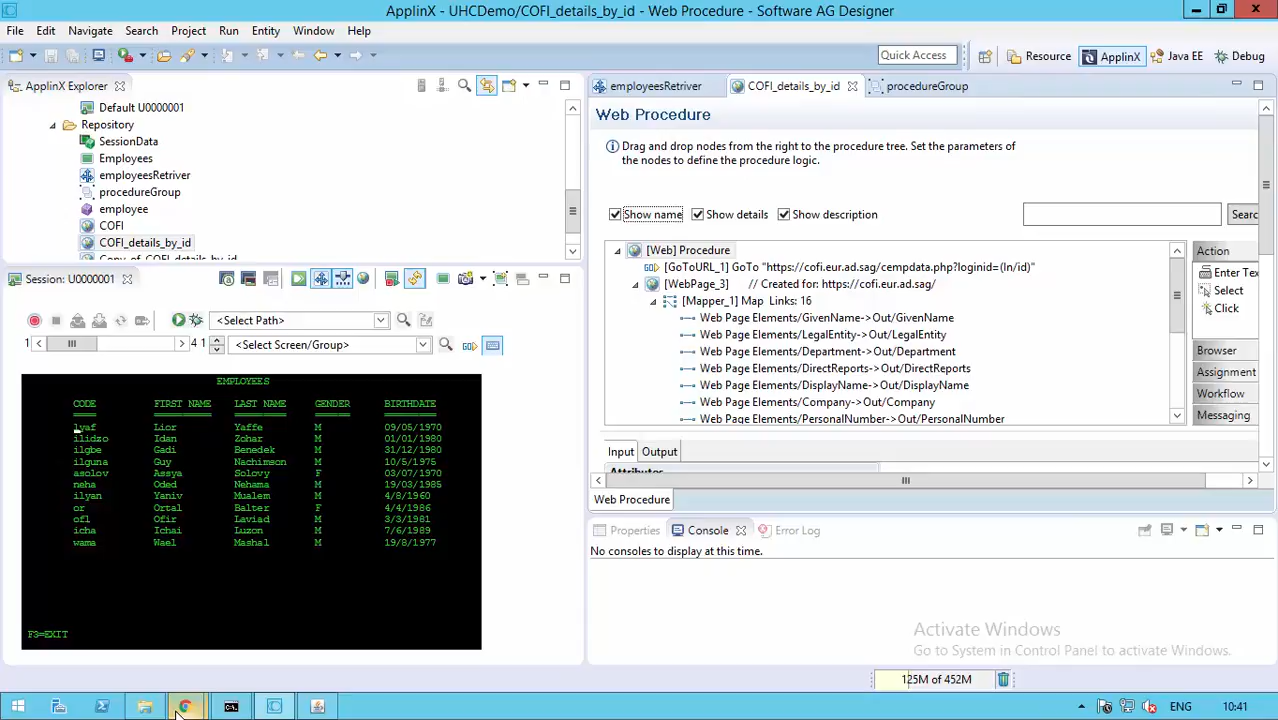 ApplinX - UHCDemo/COFI_details_by_id - Web Procedure - Software AG Designer
File Edit Navigate Search Project Run Entity Window Help
Quick Access
Resource
ApplinX
Java EE
Debug
ApplinX Explorer
Default U0000001
Repository
SessionData
Employees
employeesRetriver
procedureGroup
employee
COFI
COFI_details_by_id
Copy_of_COFI_details_by_id
Session: U0000001
<Select Path>
1 4 1
<Select Screen/Group>
EMPLOYEES
CODE FIRST NAME LAST NAME GENDER BIRTHDATE
lyaf Lior Yaffe M 09/05/1970
ilidzo Idan Zohar M 01/01/1980
ilgbe Gadi Benedek M 31/12/1980
ilguna Guy Nachimson M 10/5/1975
asolov Assya Solovy F 03/07/1970
neha Oded Nehama M 19/03/1985
ilyan Yaniv Mualem M 4/8/1960
or Ortal Balter F 4/4/1986
ofl Ofir Laviad M 3/3/1981
icha Ichai Luzon M 7/6/1989
wama Wael Mashal M 19/8/1977
F3=EXIT
employeesRetriver
COFI_details_by_id
procedureGroup
Web Procedure
Drag and drop nodes from the right to the procedure tree. Set the parameters of
the nodes to define the procedure logic.
Show name Show details Show description
Searc
[Web] Procedure
[GoToURL_1] GoTo "https://cofi.eur.ad.sag/cempdata.php?loginid=(In/id)"
[WebPage_3] // Created for: https://cofi.eur.ad.sag/
[Mapper_1] Map Links: 16
Web Page Elements/GivenName->Out/GivenName
Web Page Elements/LegalEntity->Out/LegalEntity
Web Page Elements/Department->Out/Department
Web Page Elements/DirectReports->Out/DirectReports
Web Page Elements/DisplayName->Out/DisplayName
Web Page Elements/Company->Out/Company
Web Page Elements/PersonalNumber->Out/PersonalNumber
Action
Enter Tex
Select
Click
Browser
Assignment
Workflow
Messaging
Input Output
Attributes
Web Procedure
Properties
Console
Error Log
No consoles to display at this time.
Activate Windows
Go to System in Control Panel to activate Windows.
125M of 452M
ENG
10:41